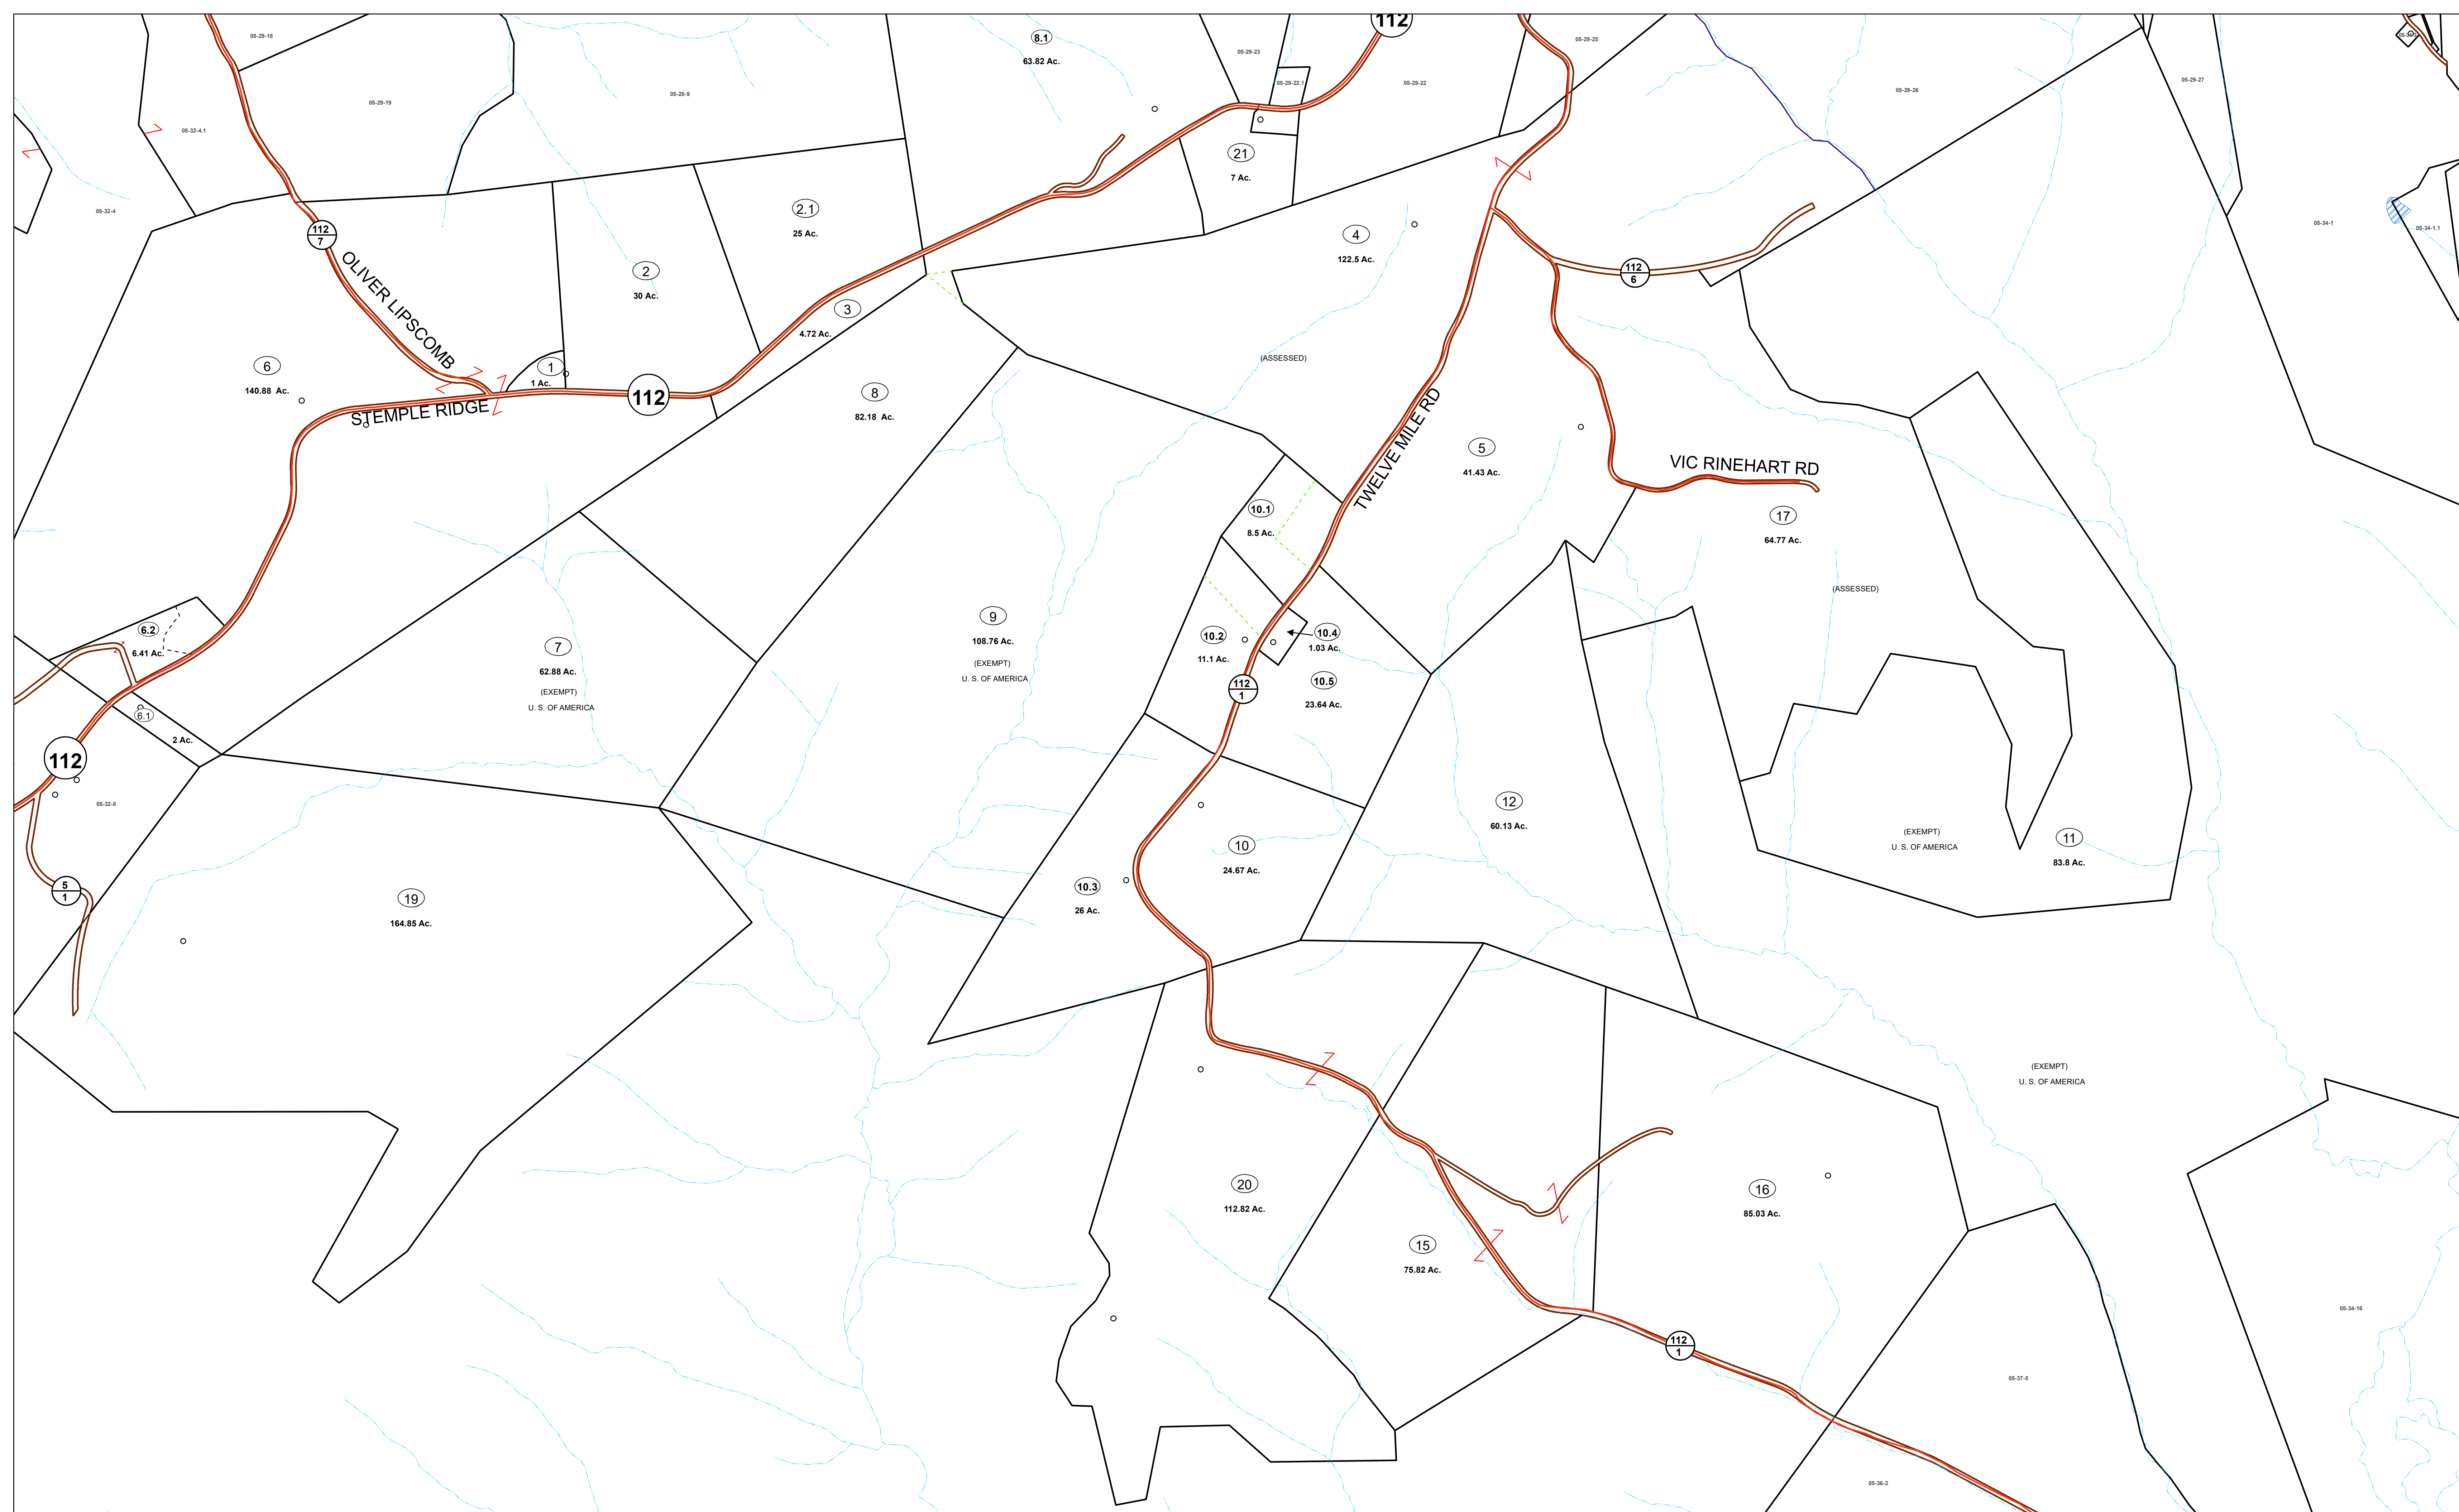 112
05-29-18
8.1
63.82 Ac.
05-29-23
05-29-25
05-29-19
05-28-9
05-29-22.1
05-29-22
05-29-26
05-29-27
05-32-4.1
21
7 Ac.
05-32-4
2.1
25 Ac.
4
122.5 Ac.
05-34-1
05-34-1.1
112
7
OLIVER LIPSCOMB
2
30 Ac.
112
6
3
4.72 Ac.
(ASSESSED)
6
140.88 Ac.
1
1 Ac.
112
STEMPLE RIDGE
8
82.18 Ac.
TWELVE MILE RD
5
41.43 Ac.
VIC RINEHART RD
10.1
8.5 Ac.
17
64.77 Ac.
(ASSESSED)
6.2
6.41 Ac.
7
62.88 Ac.
(EXEMPT)
U. S. OF AMERICA
9
108.76 Ac.
(EXEMPT)
U. S. OF AMERICA
10.2
11.1 Ac.
10.4
1.03 Ac.
112
1
10.5
23.64 Ac.
6.1
2 Ac.
112
05-32-8
12
60.13 Ac.
(EXEMPT)
U. S. OF AMERICA
11
83.8 Ac.
10
24.67 Ac.
5
1
19
164.85 Ac.
10.3
26 Ac.
(EXEMPT)
U. S. OF AMERICA
20
112.82 Ac.
16
85.03 Ac.
15
75.82 Ac.
05-34-16
112
1
05-37-5
05-36-2